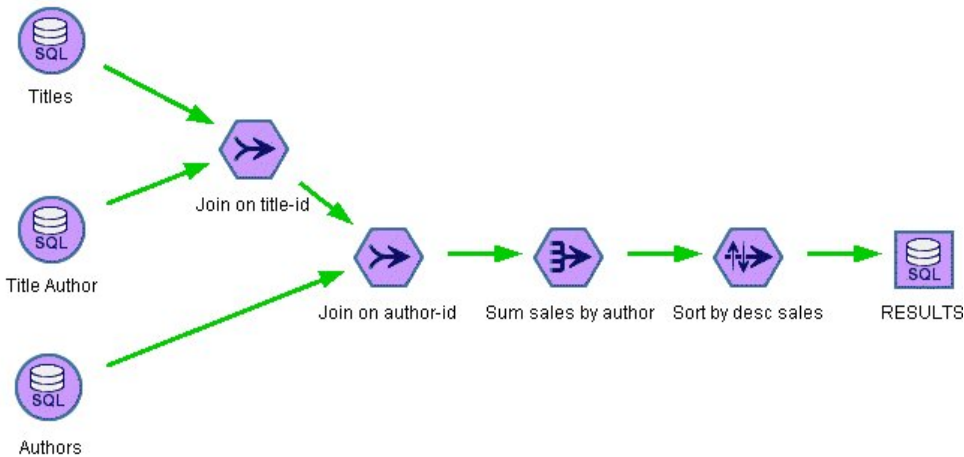 SQL
Titles
Join on title-id
SQL
Title Author
Join on author-id
Sum sales by author
Sort by desc sales
SQL
RESULTS
SQL
Authors